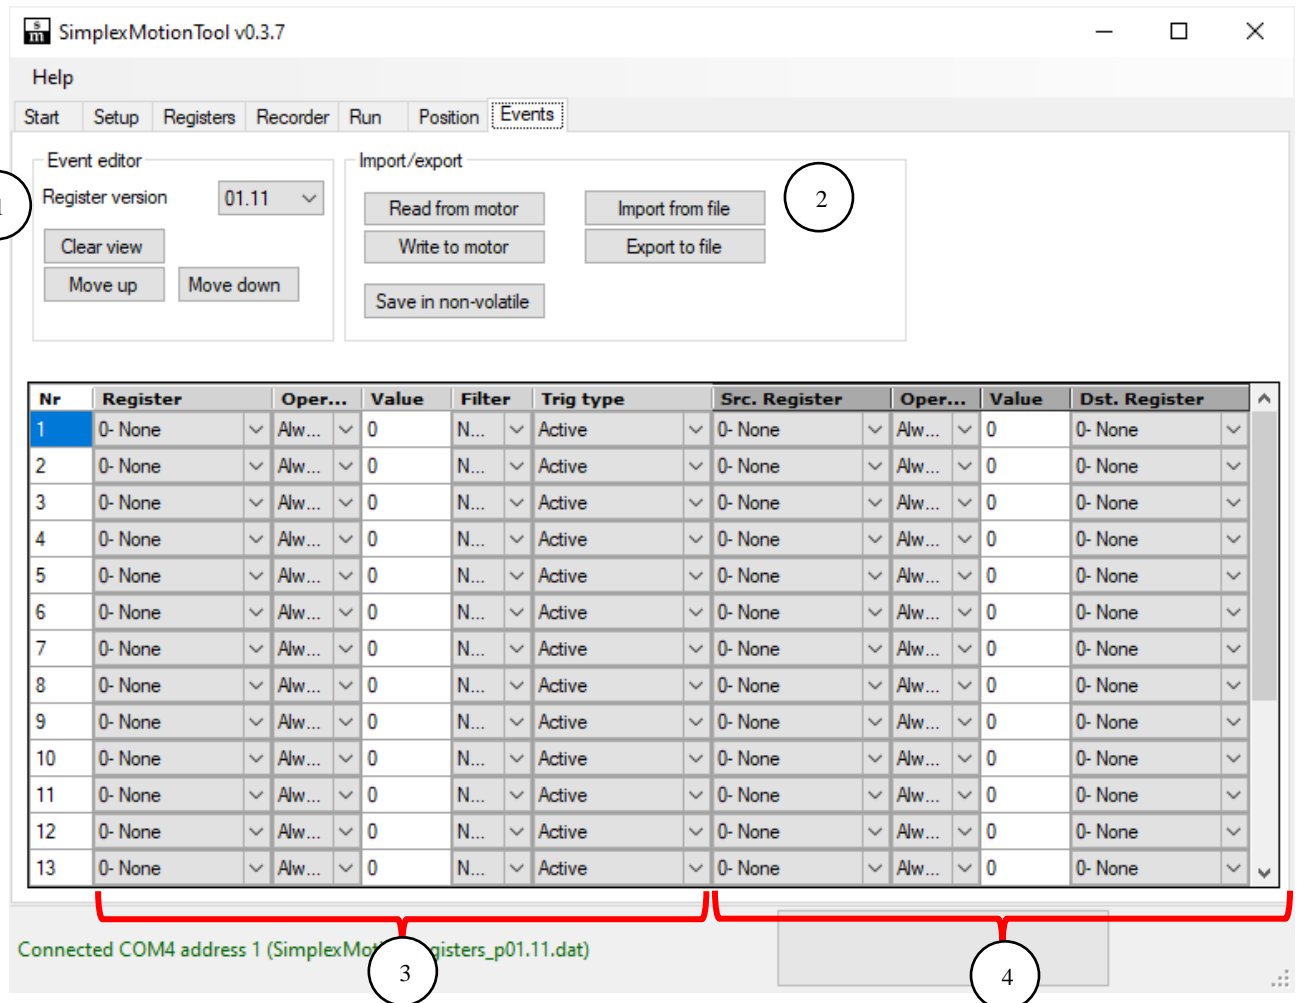 s
m SimplexMotionTool v0.3.7
Help
Start Setup Registers Recorder Run Position Events
Event editor Import/export
1 Register version 01.11 2
Read from motor Import from file
Clear view Write to motor Export to file
Move up Move down
Save in non-volatile
Nr Register Oper... Value Filter Trig type Src. Register Oper... Value Dst. Register
1 0- None Alw... 0 N... Active 0- None Alw... 0 0- None
2 0- None Alw... 0 N... Active 0- None Alw... 0 0- None
3 0- None Alw... 0 N... Active 0- None Alw... 0 0- None
4 0- None Alw... 0 N... Active 0- None Alw... 0 0- None
5 0- None Alw... 0 N... Active 0- None Alw... 0 0- None
6 0- None Alw... 0 N... Active 0- None Alw... 0 0- None
7 0- None Alw... 0 N... Active 0- None Alw... 0 0- None
8 0- None Alw... 0 N... Active 0- None Alw... 0 0- None
9 0- None Alw... 0 N... Active 0- None Alw... 0 0- None
10 0- None Alw... 0 N... Active 0- None Alw... 0 0- None
11 0- None Alw... 0 N... Active 0- None Alw... 0 0- None
12 0- None Alw... 0 N... Active 0- None Alw... 0 0- None
13 0- None Alw... 0 N... Active 0- None Alw... 0 0- None
Connected COM4 address 1 
3 4